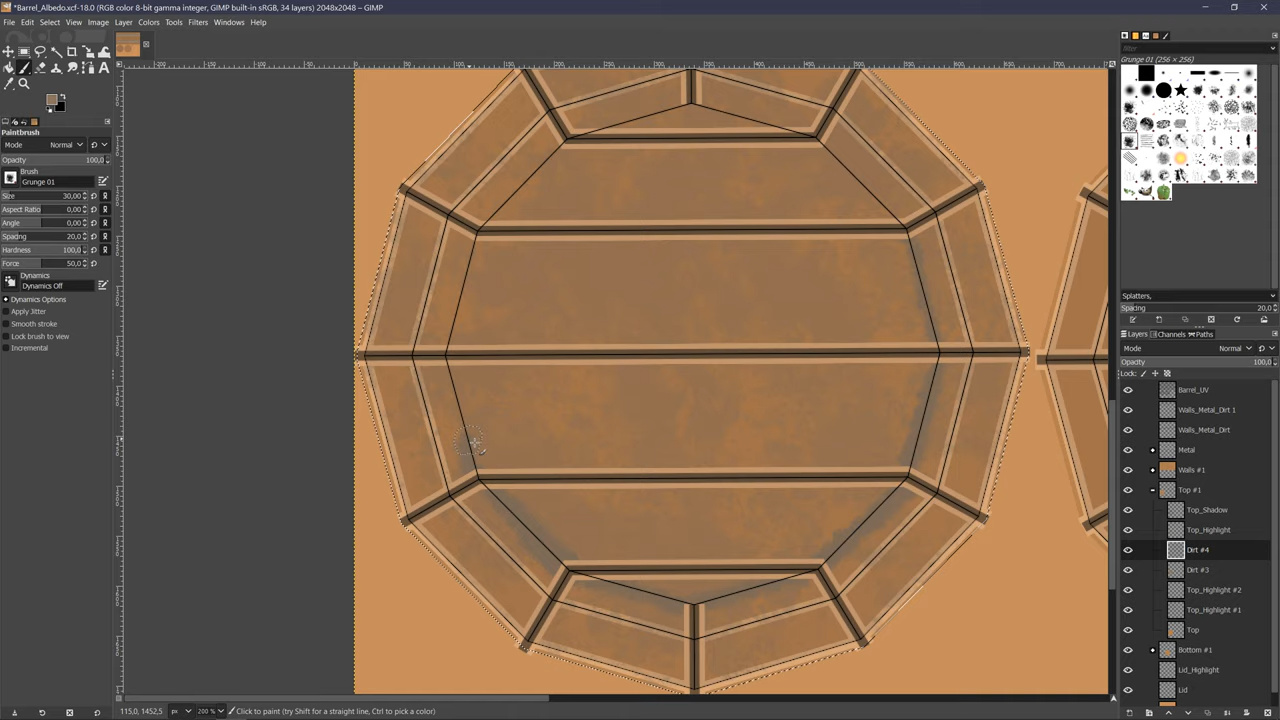 *Barrel_Albedo.xcf-18.0 (RGB color 8-bit gamma integer, GIMP built-in sRGB, 34 layers) 2048x2048 – GIMP
File Edit Select View Image Layer Colors Tools Filters Windows Help
Paintbrush
Mode Normal
Opacity 100,0
Brush
Grunge 01
Size 30,00
Aspect Ratio 0,00
Angle 0,00
Spacing 20,0
Hardness 100,0
Force 50,0
Dynamics
Dynamics Off
Dynamics Options
Apply Jitter
Smooth stroke
Lock brush to view
Incremental
filter
Grunge 01 (256 × 256)
Splatters,
Spacing 20,0
Layers Channels Paths
Mode Normal
Opacity 100,0
Lock:
Barrel_UV
Walls_Metal_Dirt 1
Walls_Metal_Dirt
Metal
Walls #1
Top #1
Top_Shadow
Top_Highlight
Dirt #4
Dirt #3
Top_Highlight #2
Top_Highlight #1
Top
Bottom #1
Lid_Highlight
Lid
115,0, 1452,5 px 200 % Click to paint (try Shift for a straight line, Ctrl to pick a color)